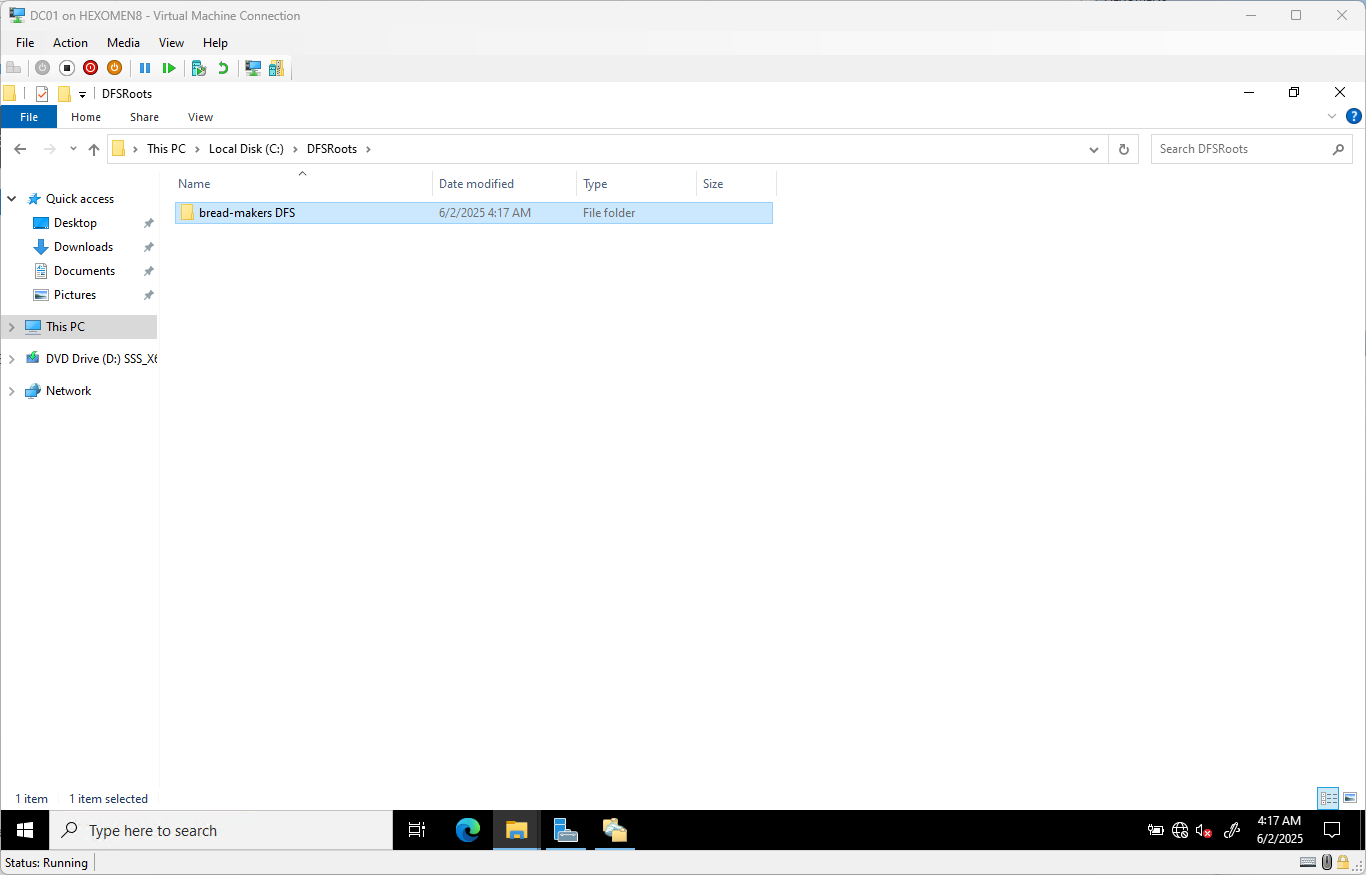 DC01 on HEXOMEN8 - Virtual Machine Connection
File Action Media View Help
DFSRoots
File Home Share View
This PC Local Disk (C:) DFSRoots
Search DFSRoots
Name Date modified Type Size
bread-makers DFS 6/2/2025 4:17 AM File folder
Quick access
Desktop
Downloads
Documents
Pictures
This PC
DVD Drive (D:) SSS_X6
Network
1 item 1 item selected
Type here to search
4:17 AM
6/2/2025
Status: Running